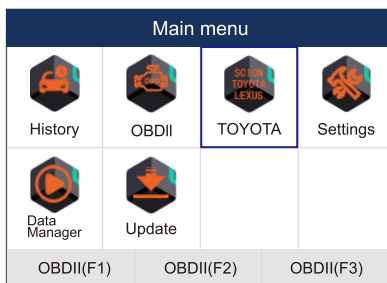 Main menu
SCION
TOYOTA
LEXUS
History
OBDII
TOYOTA
Settings
Data
Manager
Update
OBDII(F1)
OBDII(F2)
OBDII(F3)